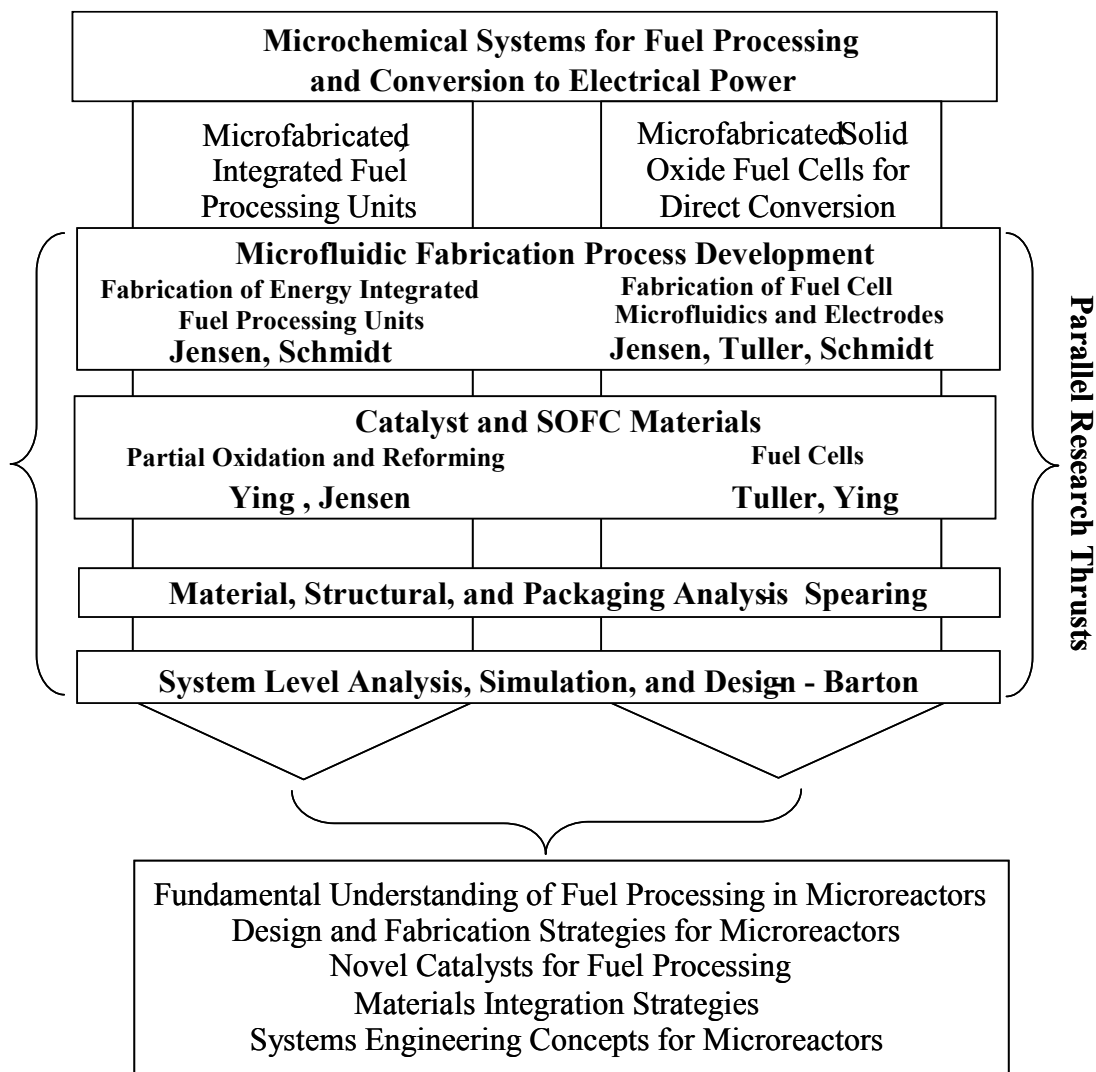 Microchemical Systems for Fuel Processing
and Conversion to Electrical Power
Microfabricated,
Integrated Fuel
Processing Units
Microfabricated Solid
Oxide Fuel Cells for
Direct Conversion
Microfluidic Fabrication Process Development
Fabrication of Energy Integrated
Fuel Processing Units
Jensen, Schmidt
Fabrication of Fuel Cell
Microfluidics and Electrodes
Jensen, Tuller, Schmidt
Catalyst and SOFC Materials
Partial Oxidation and Reforming
Ying , Jensen
Fuel Cells
Tuller, Ying
Material, Structural, and Packaging Analysis - Spearing
System Level Analysis, Simulation, and Design - - Barton
Parallel Research Thrusts
Fundamental Understanding of Fuel Processing in Microreactors
Design and Fabrication Strategies for Microreactors
Novel Catalysts for Fuel Processing
Materials Integration Strategies
Systems Engineering Concepts for Microreactors